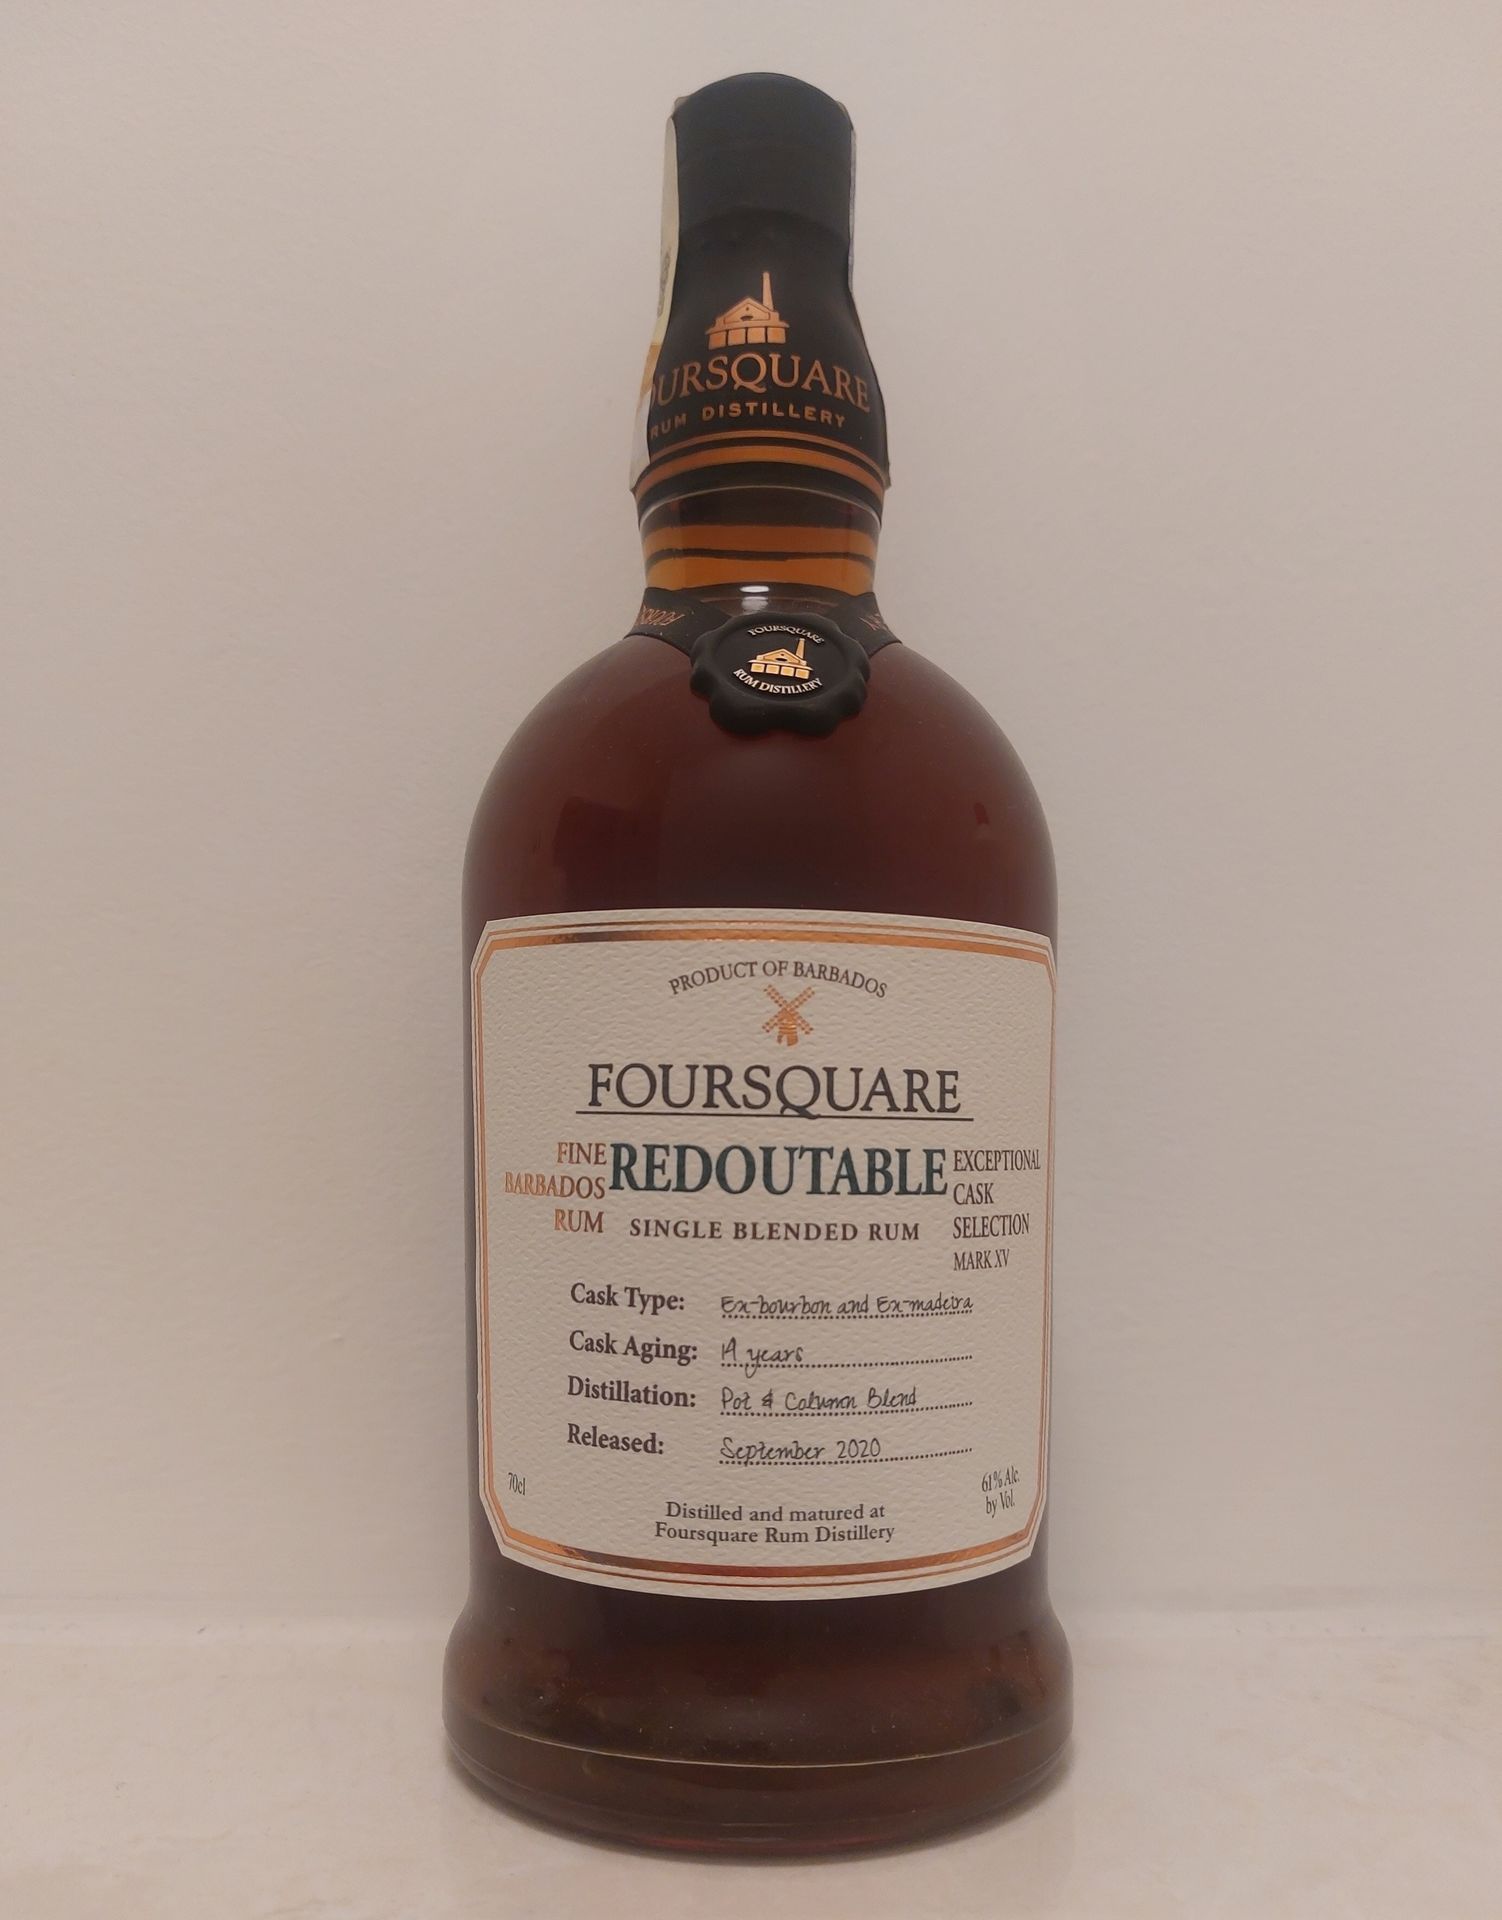 FOURSQUARE
RUM DISTILLERY
FOURSQUARE
RUM DISTILLERY
PRODUCT OF BARBADOS
FOURSQUARE
FINE
BARBADOS
RUM
REDOUTABLE
SINGLE BLENDED RUM
EXCEPTIONAL
CASK
SELECTION
MARK XV
Cask Type: Ex-bourbon and Ex-madeira
Cask Aging: 14 years
Distillation: Pot & Column Blend
Released: September 2020
70cl
61% Alc.
by Vol.
Distilled and matured at
Foursquare Rum Distillery